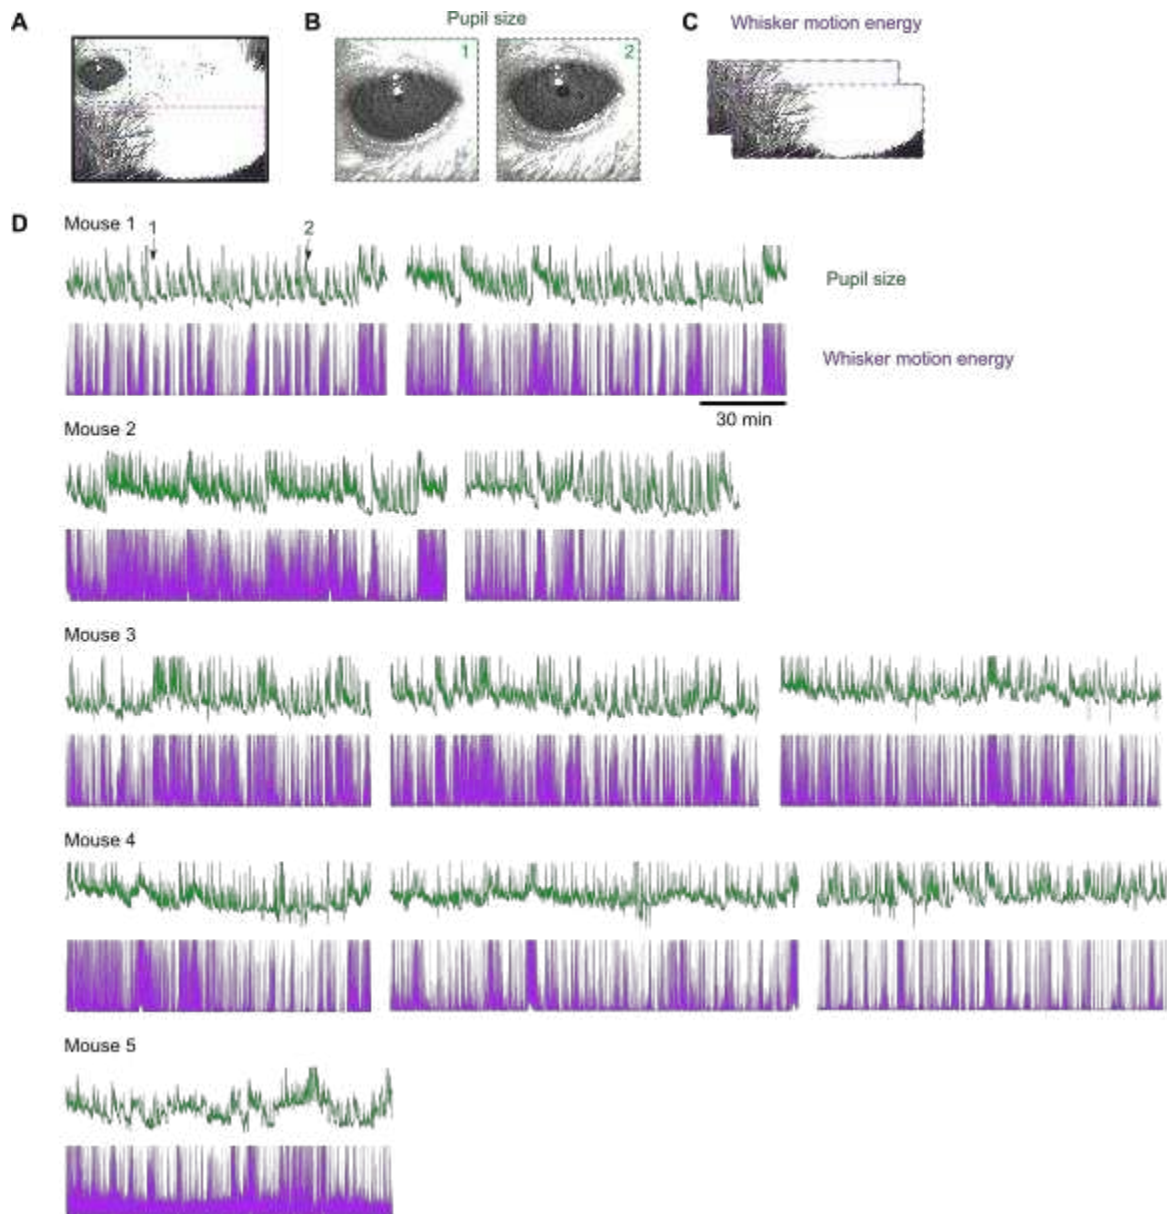 A
B
Pupil size
C
Whisker motion energy
1
2
D
Mouse 1
1
2
Pupil size
Whisker motion energy
30 min
Mouse 2
Mouse 3
Mouse 4
Mouse 5